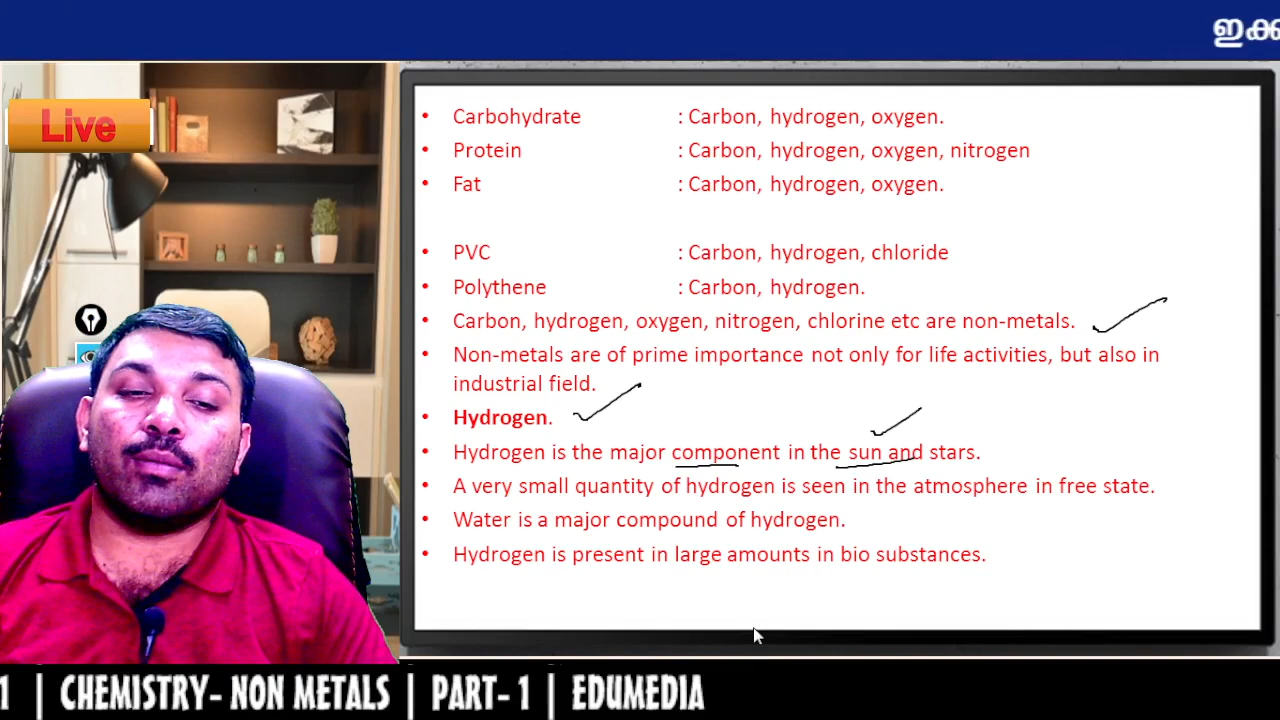 ഇക്ക
Live
• Carbohydrate : Carbon, hydrogen, oxygen.
• Protein : Carbon, hydrogen, oxygen, nitrogen
• Fat : Carbon, hydrogen, oxygen.
• PVC : Carbon, hydrogen, chloride
• Polythene : Carbon, hydrogen.
• Carbon, hydrogen, oxygen, nitrogen, chlorine etc are non-metals.
• Non-metals are of prime importance not only for life activities, but also in
industrial field.
• Hydrogen.
• Hydrogen is the major component in the sun and stars.
• A very small quantity of hydrogen is seen in the atmosphere in free state.
• Water is a major compound of hydrogen.
• Hydrogen is present in large amounts in bio substances.
1 | CHEMISTRY- NON METALS | PART- 1 | EDUMEDIA